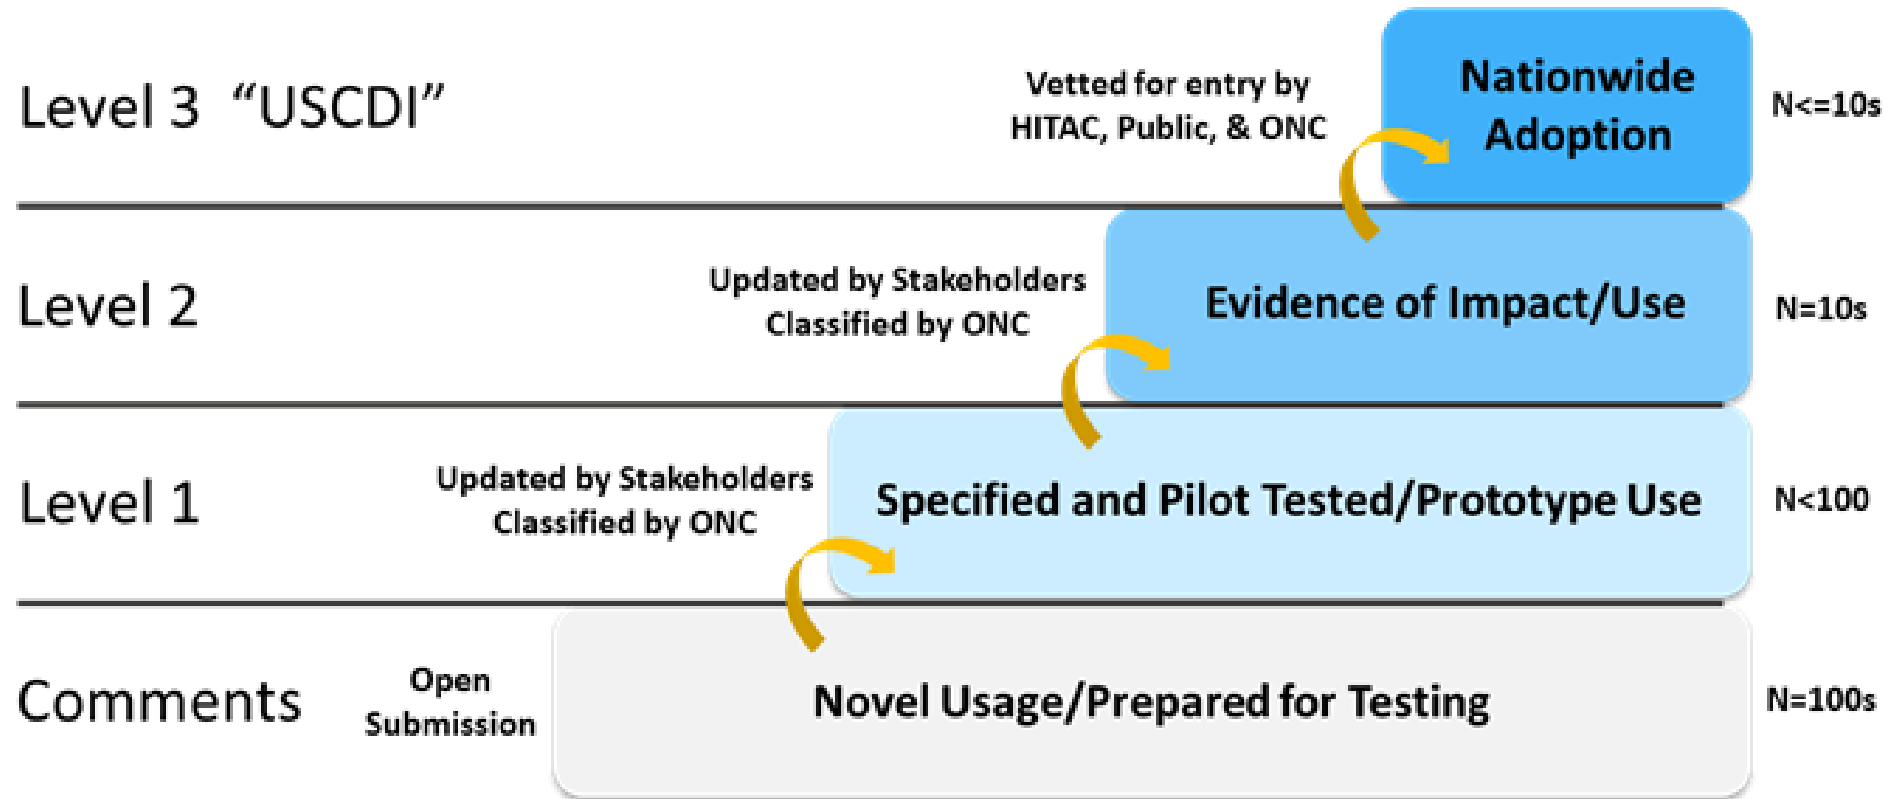 Level 3 “USCDI”
Vetted for entry by
HITAC, Public, & ONC
Nationwide
Adoption
N<=10s
Level 2
Updated by Stakeholders
Classified by ONC
Evidence of Impact/Use
N=10s
Level 1
Updated by Stakeholders
Classified by ONC
Specified and Pilot Tested/Prototype Use
N<100
Comments
Open
Submission
Novel Usage/Prepared for Testing
N=100s